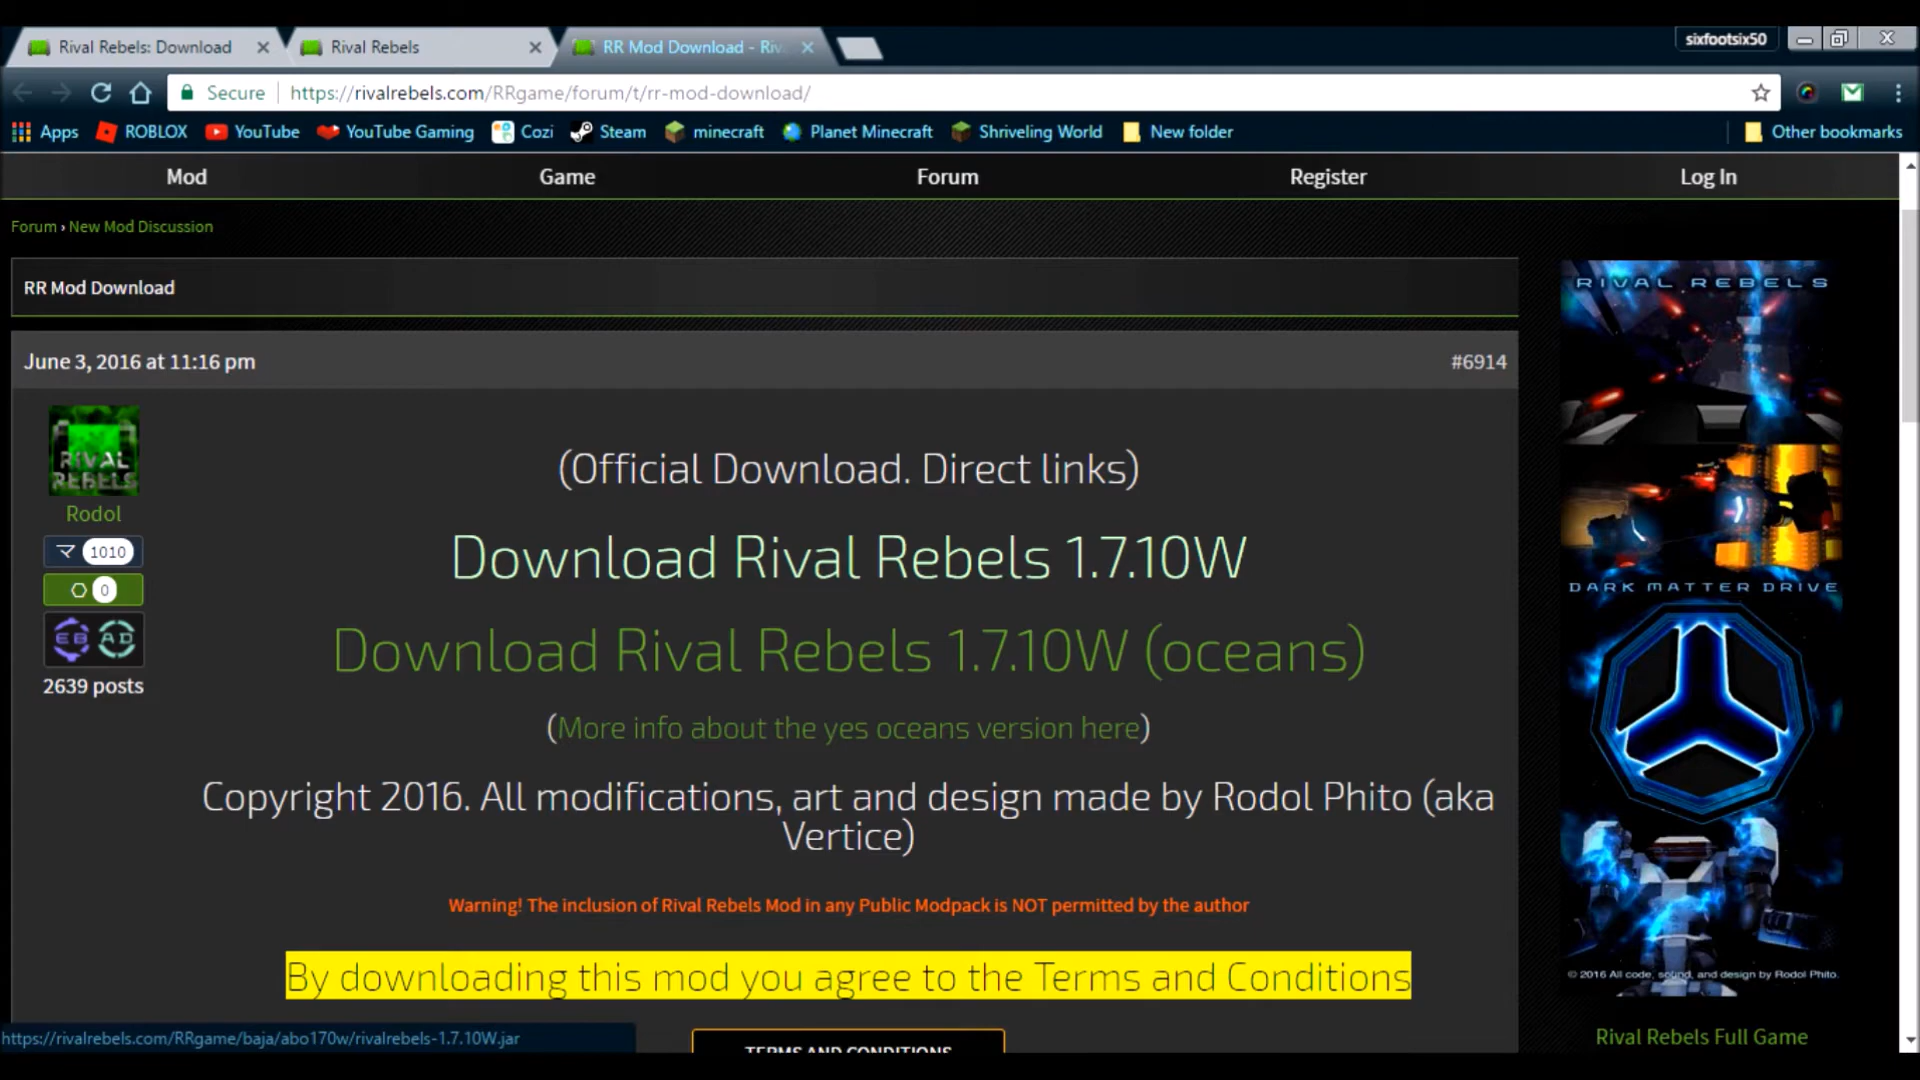 Rival Rebels: Download
Rival Rebels
RR Mod Download - Riv
sixfootsix50
Secure
https://rivalrebels.com/RRgame/forum/t/rr-mod-download/
Apps
ROBLOX
YouTube
YouTube Gaming
Cozi
Steam
minecraft
Planet Minecraft
Shriveling World
New folder
Other bookmarks
Mod
Game
Forum
Register
Log In
Forum › New Mod Discussion
RR Mod Download
June 3, 2016 at 11:16 pm
#6914
RIVAL
REBELS
Rodol
マ 1010
0
EB AD
2639 posts
(Official Download. Direct links)
Download Rival Rebels 1.7.10W
Download Rival Rebels 1.7.10W (oceans)
(More info about the yes oceans version here)
Copyright 2016. All modifications, art and design made by Rodol Phito (aka
Vertice)
Warning! The inclusion of Rival Rebels Mod in any Public Modpack is NOT permitted by the author
By downloading this mod you agree to the Terms and Conditions
TERMS AND CONDITIONS
RIVAL REBELS
DARK MATTER DRIVE
© 2016 All code, sound, and design by Rodol Phito.
Rival Rebels Full Game
https://rivalrebels.com/RRgame/baja/abo170w/rivalrebels-1.7.10W.jar